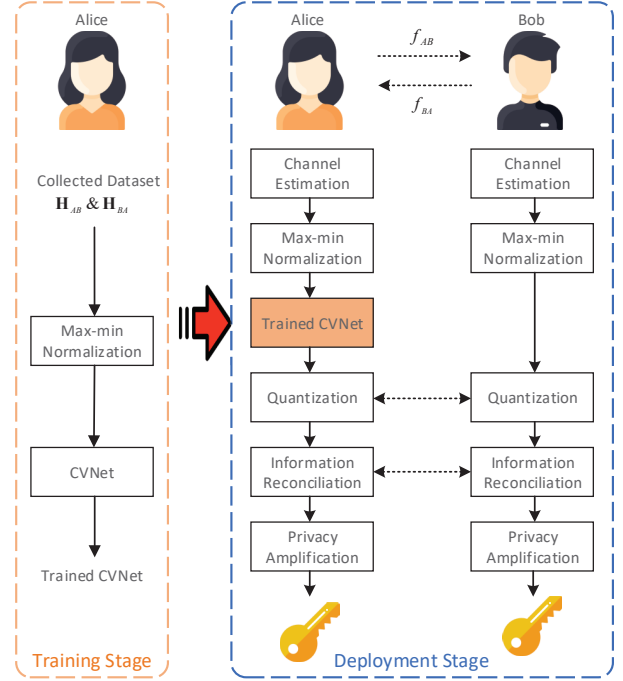 Alice
Collected Dataset
H_AB & H_BA
Max-min
Normalization
CVNet
Trained CVNet
Training Stage
Alice
Bob
f_AB
f_BA
Channel
Estimation
Max-min
Normalization
Trained CVNet
Quantization
Information
Reconciliation
Privacy
Amplification
Channel
Estimation
Max-min
Normalization
Quantization
Information
Reconciliation
Privacy
Amplification
Deployment Stage